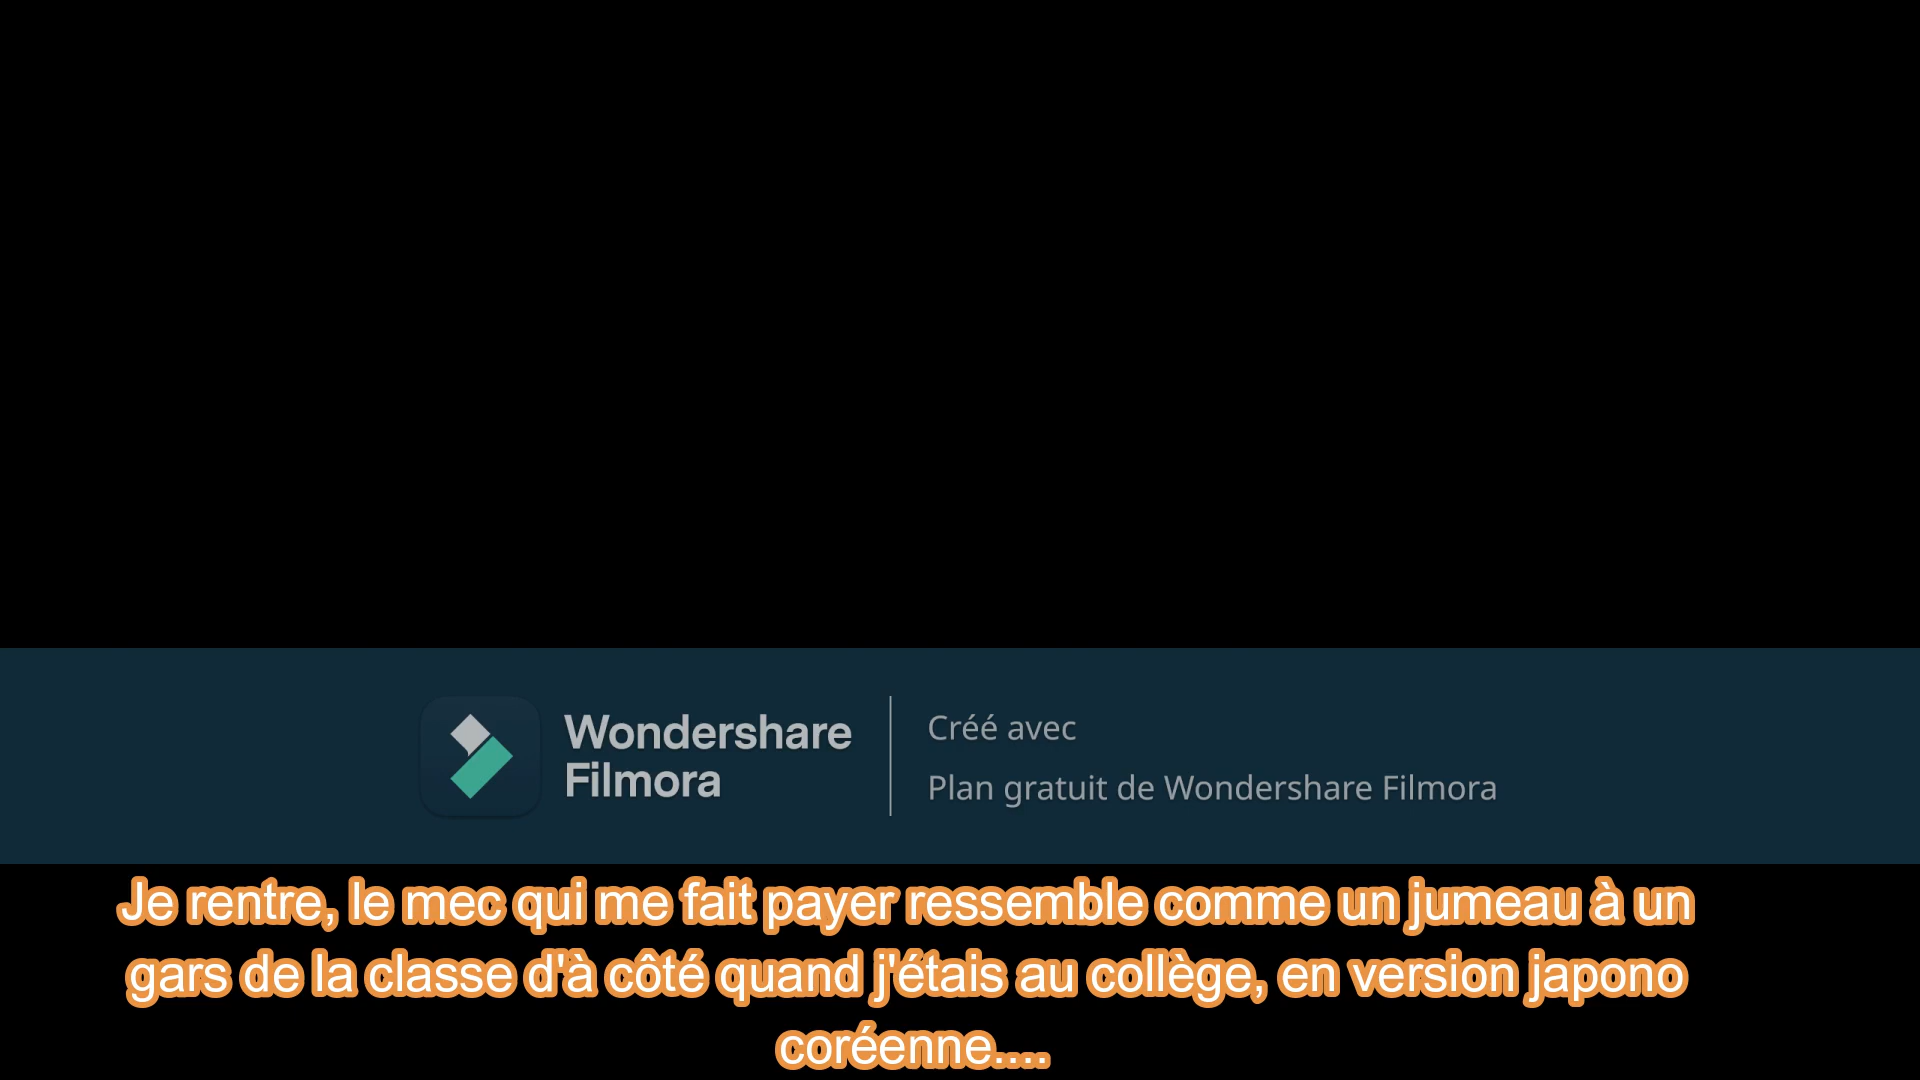 Wondershare
Filmora
Créé avec
Plan gratuit de Wondershare Filmora
Je rentre, le mec qui me fait payer ressemble comme un jumeau à un
gars de la classe d'à côté quand j'étais au collège, en version japono
coréenne....